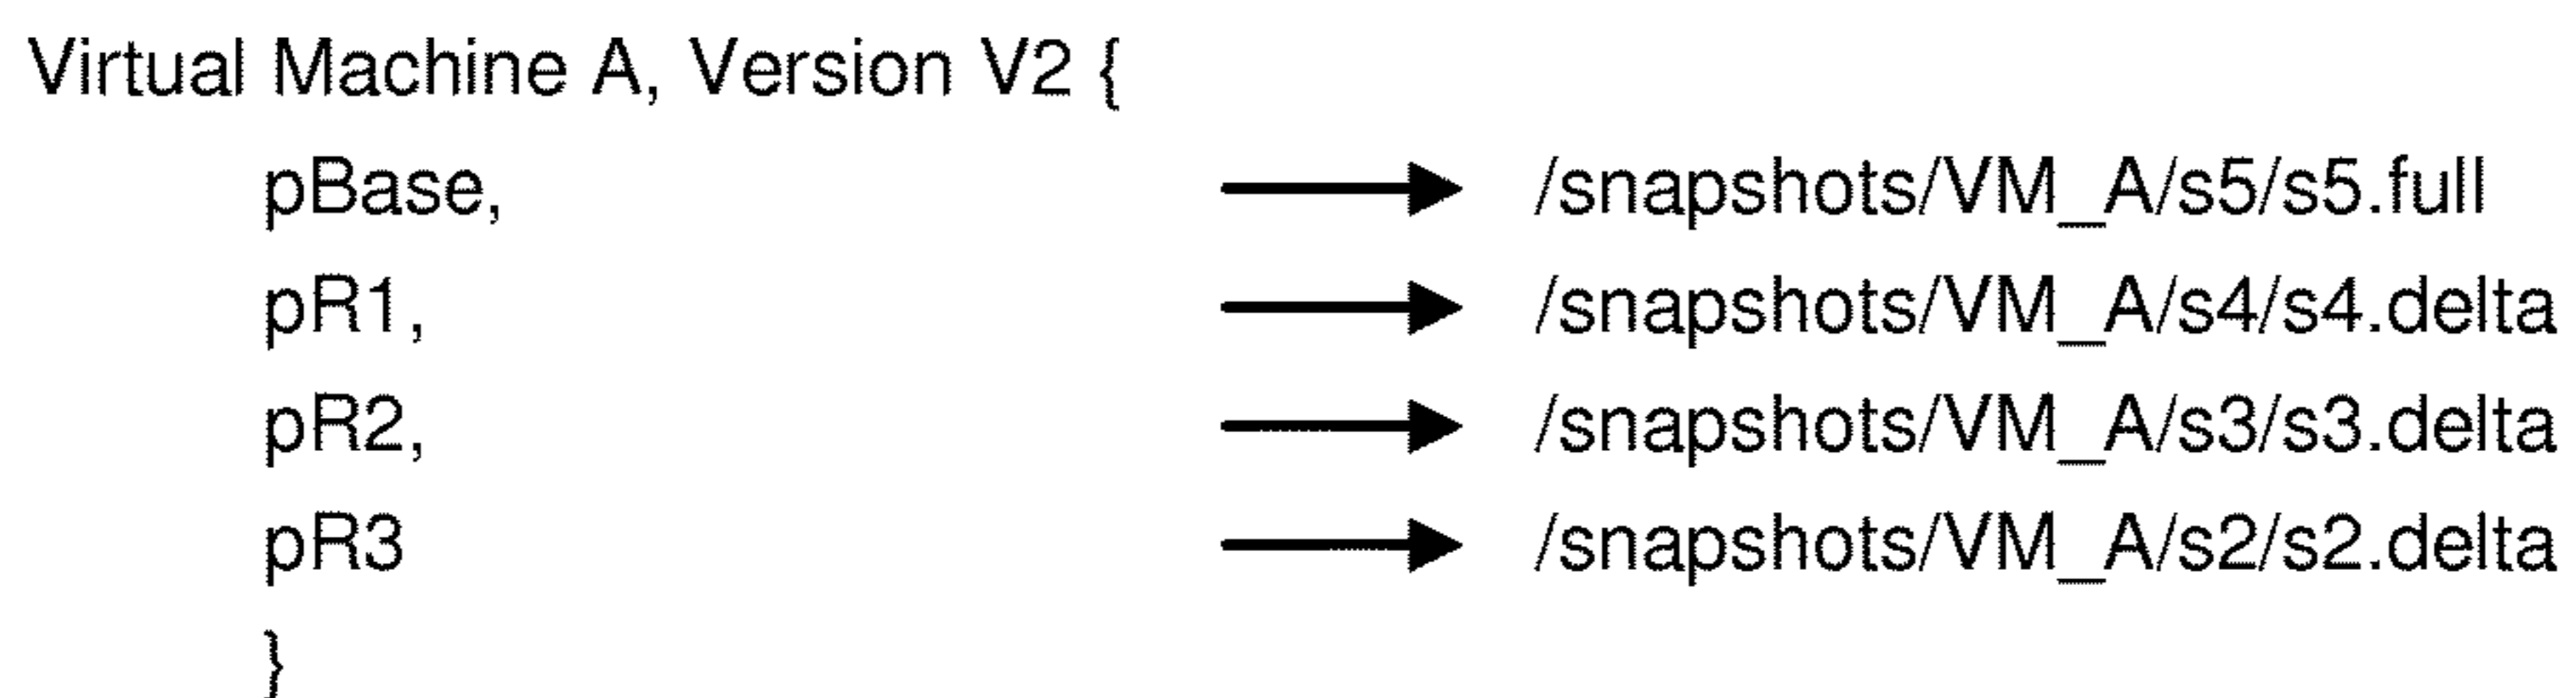 Virtual Machine A, Version V2 {
pBase, /snapshots/VM_A/s5/s5.full
pR1, /snapshots/VM_A/s4/s4.delta
pR2, /snapshots/VM_A/s3/s3.delta
pR3 /snapshots/VM_A/s2/s2.delta
}